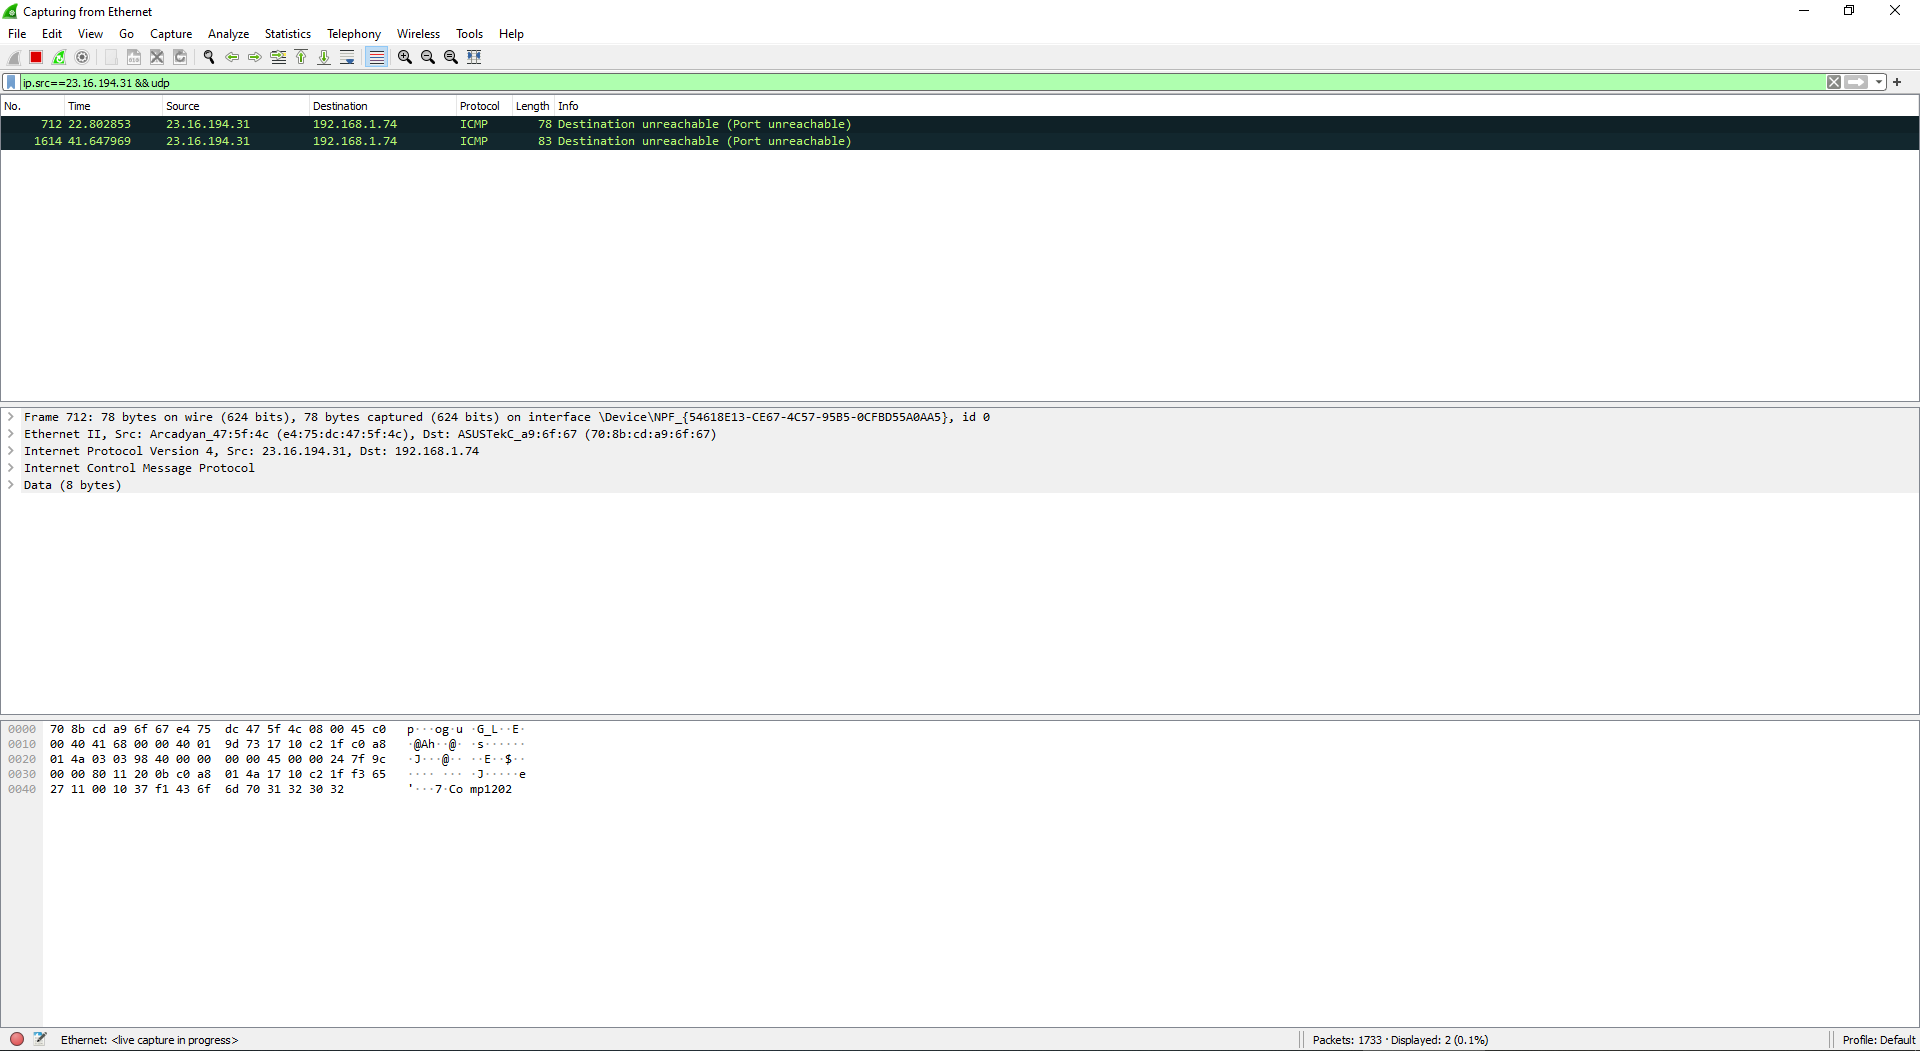 Capturing from Ethernet
File Edit View Go Capture Analyze Statistics Telephony Wireless Tools Help
ip.src==23.16.194.31 && udp
No. Time Source Destination Protocol Length Info
712 22.802853 23.16.194.31 192.168.1.74 ICMP 78 Destination unreachable (Port unreachable)
1614 41.647969 23.16.194.31 192.168.1.74 ICMP 83 Destination unreachable (Port unreachable)
Frame 712: 78 bytes on wire (624 bits), 78 bytes captured (624 bits) on interface \Device\NPF_{54618E13-CE67-4C57-95B5-0CFBD55A0AA5}, id 0
Ethernet II, Src: Arcadyan_47:5f:4c (e4:75:dc:47:5f:4c), Dst: ASUSTekC_a9:6f:67 (70:8b:cd:a9:6f:67)
Internet Protocol Version 4, Src: 23.16.194.31, Dst: 192.168.1.74
Internet Control Message Protocol
Data (8 bytes)
0000 70 8b cd a9 6f 67 e4 75 dc 47 5f 4c 08 00 45 c0 p···og·u ·G_L··E·
0010 00 40 41 68 00 00 40 01 9d 73 17 10 c2 1f c0 a8 ·@Ah··@· ·s······
0020 01 4a 03 03 98 40 00 00 00 00 45 00 00 24 7f 9c ·J···@·· ··E··$··
0030 00 00 80 11 20 0b c0 a8 01 4a 17 10 c2 1f f3 65 ···· ··· ·J·····e
0040 27 11 00 10 37 f1 43 6f 6d 70 31 32 30 32 '···7·Co mp1202
Ethernet: <live capture in progress>
Packets: 1733 · Displayed: 2 (0.1%)
Profile: Default